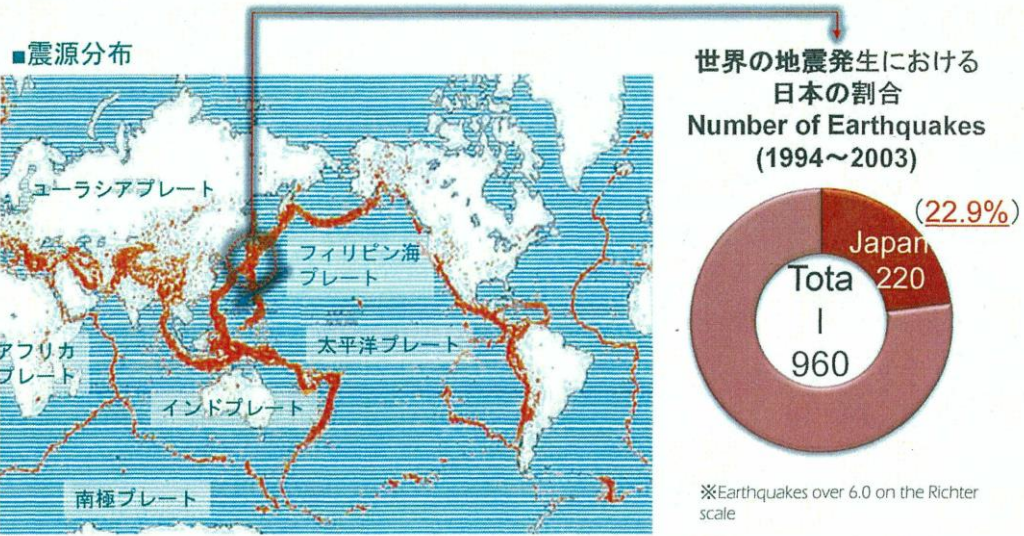 ■震源分布
ユーラシアプレート
フィリピン海
プレート
太平洋プレート
アフリカ
プレート
インドプレート
南極プレート
世界の地震発生における
日本の割合
Number of Earthquakes
(1994～2003)
(22.9%)
Japan
220
Tota
l
960
※Earthquakes over 6.0 on the Richter
scale